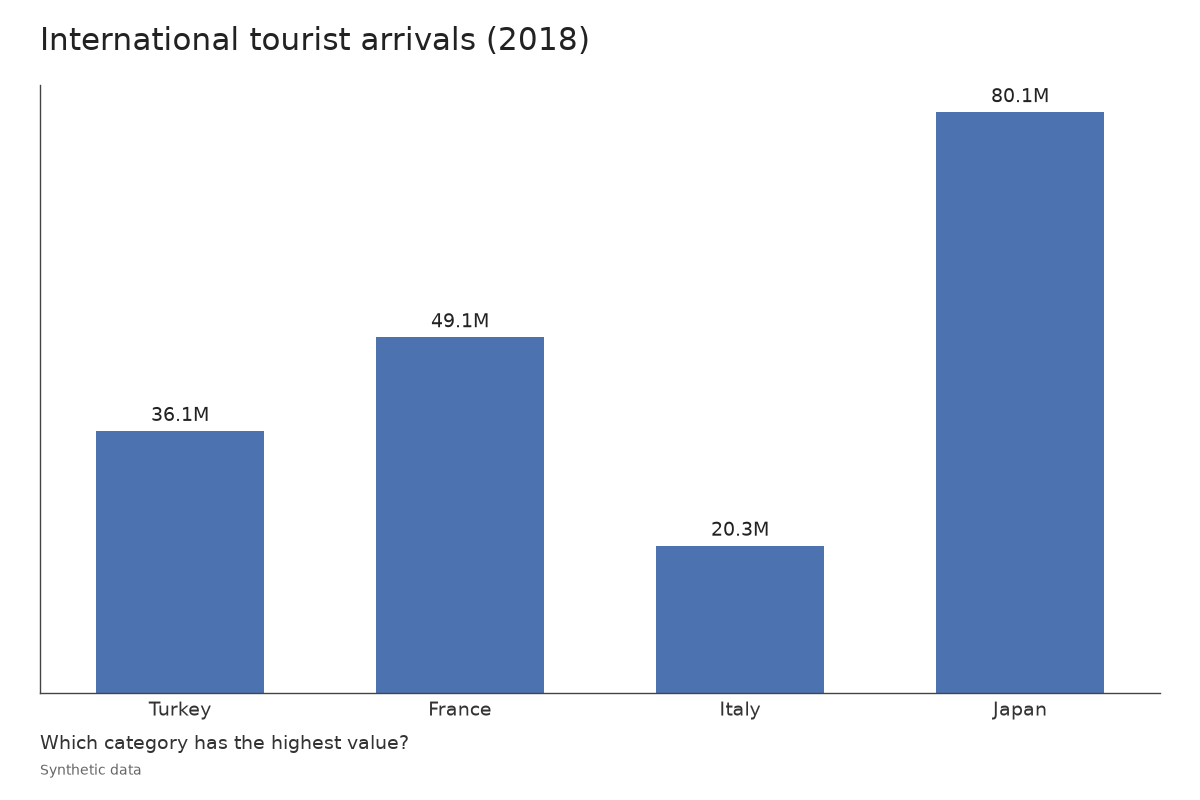 International tourist arrivals (2018)
80.1M
49.1M
36.1M
20.3M
Turkey France Italy Japan
Which category has the highest value?
Synthetic data